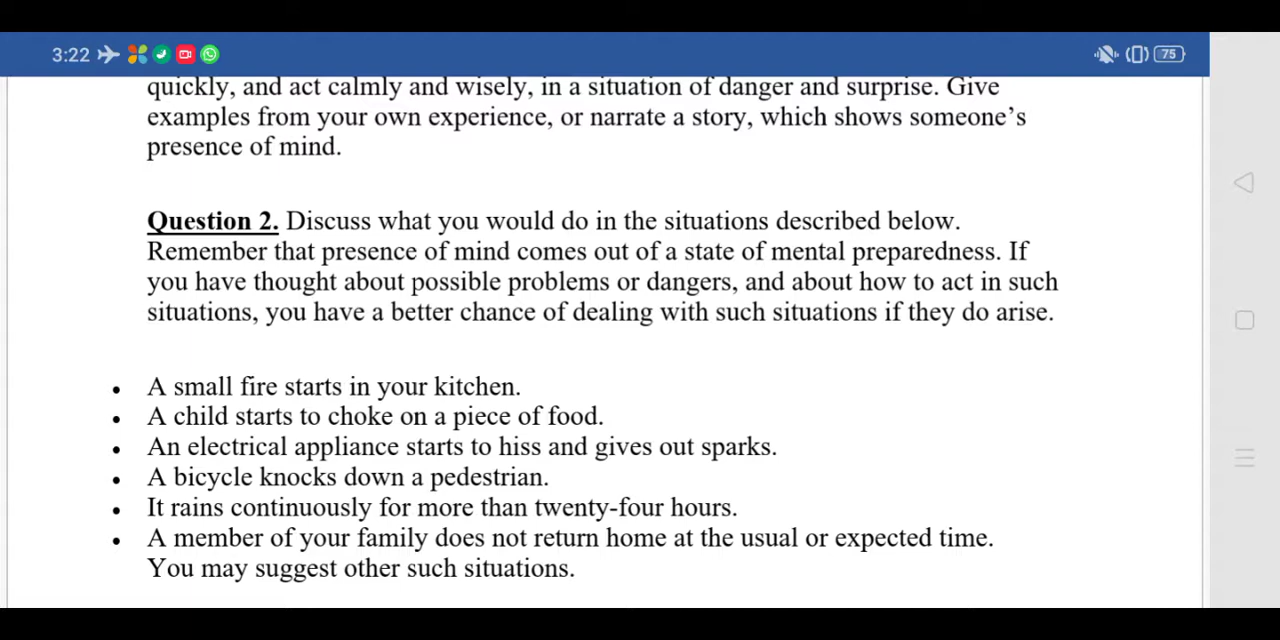 3:22
75
quickly, and act calmly and wisely, in a situation of danger and surprise. Give
examples from your own experience, or narrate a story, which shows someone’s
presence of mind.
Question 2. Discuss what you would do in the situations described below.
Remember that presence of mind comes out of a state of mental preparedness. If
you have thought about possible problems or dangers, and about how to act in such
situations, you have a better chance of dealing with such situations if they do arise.
• A small fire starts in your kitchen.
• A child starts to choke on a piece of food.
• An electrical appliance starts to hiss and gives out sparks.
• A bicycle knocks down a pedestrian.
• It rains continuously for more than twenty-four hours.
• A member of your family does not return home at the usual or expected time.
You may suggest other such situations.